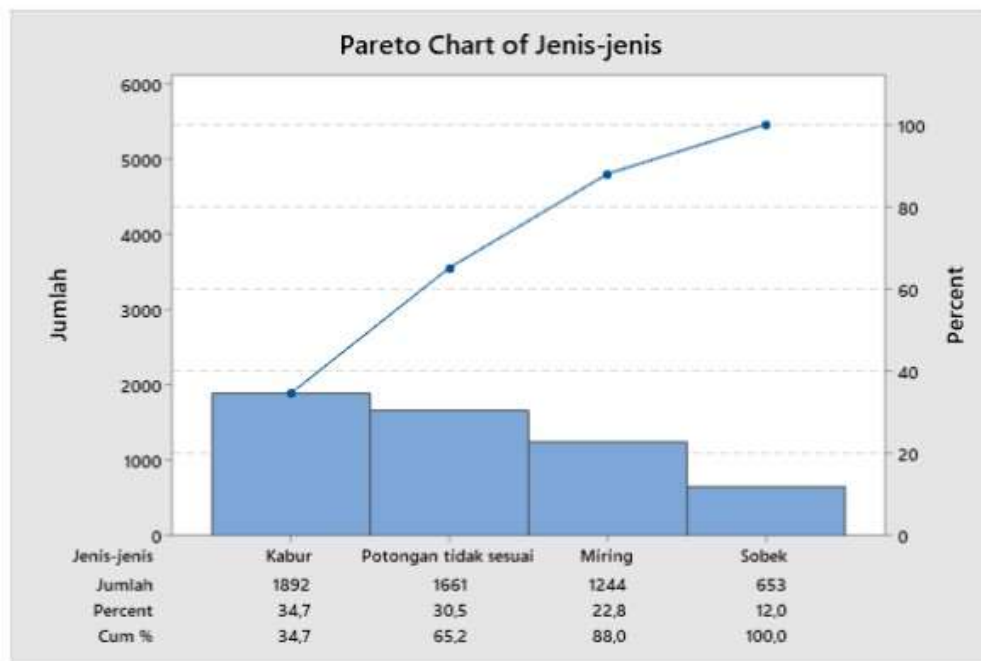 Pareto Chart of Jenis-jenis
6000
5000
4000
3000
2000
1000
0
Jumlah
100
80
60
40
20
0
Percent
Jenis-jenis Kabur Potongan tidak sesuai Miring Sobek
Jumlah 1892 1661 1244 653
Percent 34,7 30,5 22,8 12,0
Cum % 34,7 65,2 88,0 100,0